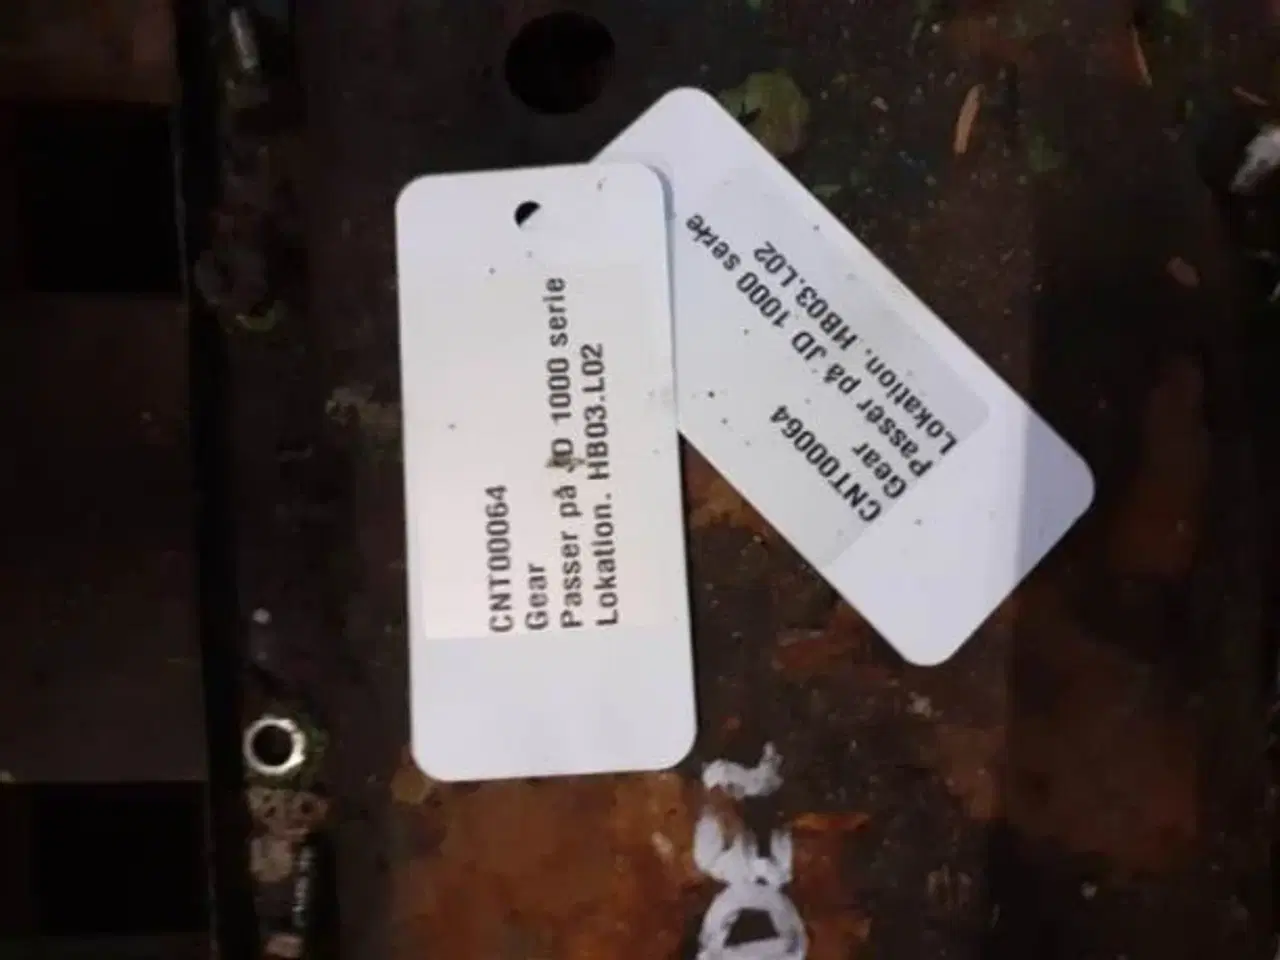 CNT00064
Gear
Passer på JD 1000 serie
Lokation. HB03.L02
CNT00064
Gear
Passer på JD 1000 serie
Lokation. HB03.L02